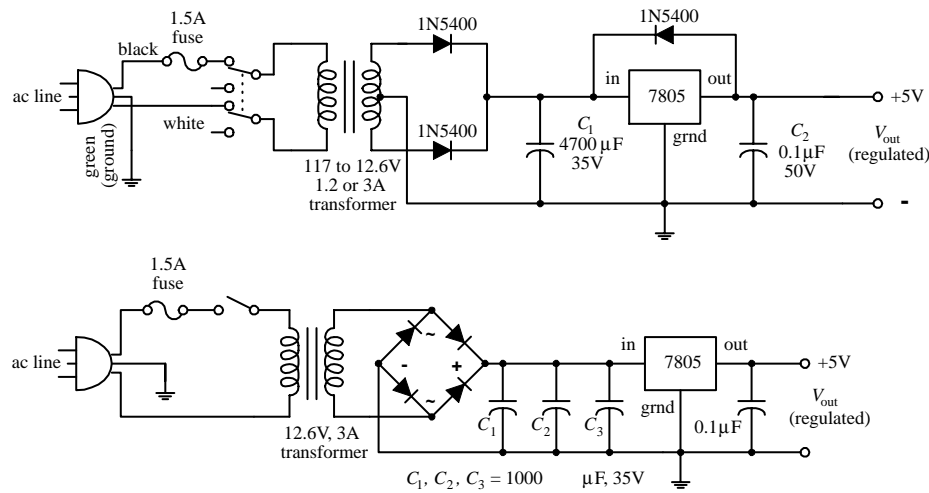 1.5A
fuse
black
ac line
white
green
(ground)
117 to 12.6V
1.2 or 3A
transformer
1N5400
1N5400
C1
4700 µF
35V
1N5400
in
7805
out
grnd
C2
0.1µF
50V
+5V
Vout
(regulated)
-
1.5A
fuse
ac line
12.6V, 3A
transformer
~
-
+
~
C1
C2
C3
C1, C2, C3 = 1000 µF, 35V
in
7805
out
grnd
0.1µF
+5V
Vout
(regulated)